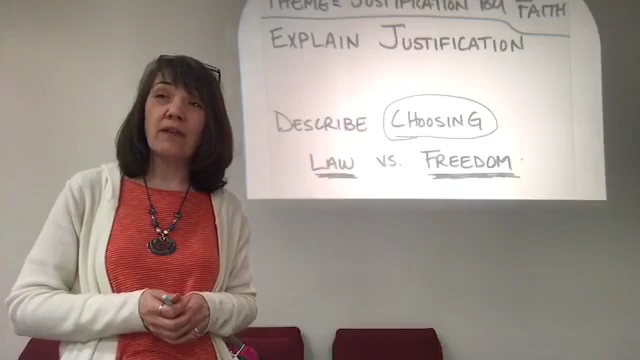 THEME = JUSTIFICATION BY FAITH
EXPLAIN JUSTIFICATION
DESCRIBE CHOOSING
LAW vs. FREEDOM